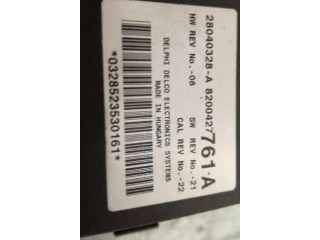 28040328-A 8200427761-A
HW REV No.-08 SW REV No.-21
CAL REV No.-22
DELPHI DELCO ELECTRONICS SYSTEMS
MADE IN HUNGARY
*0328523530161*